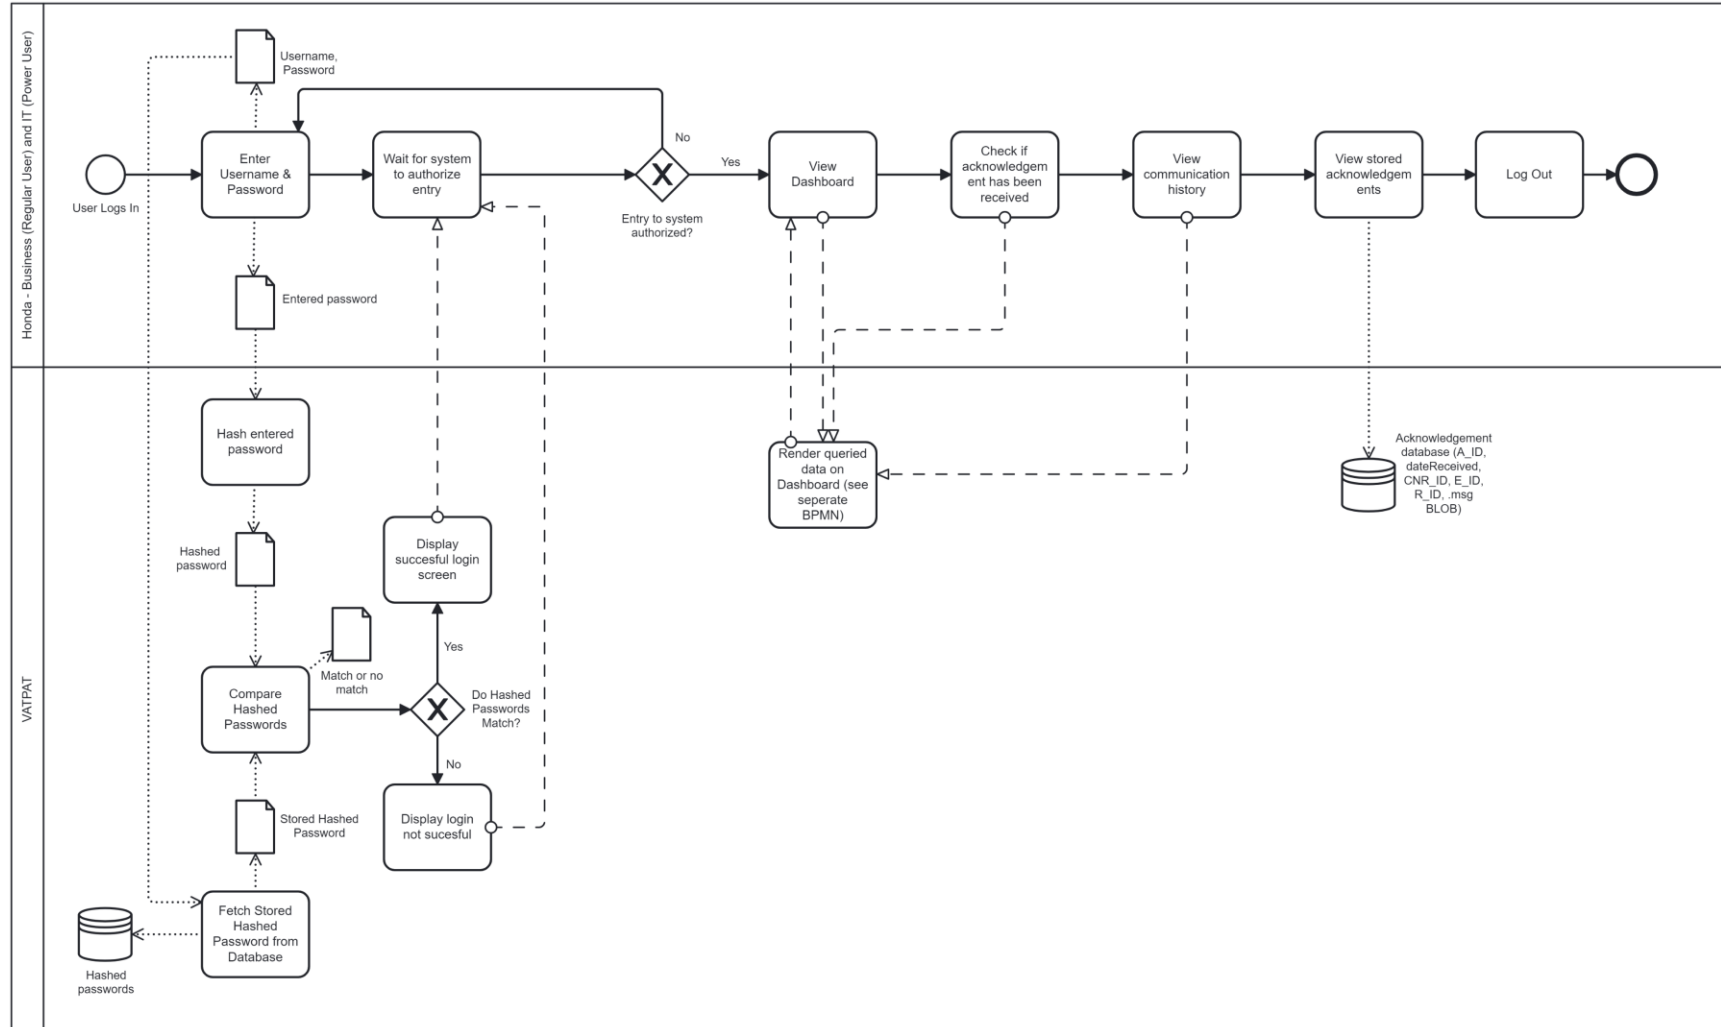 Honda - Business (Regular User) and IT (Power User)
Username,
Password
User Logs In
Enter
Username &
Password
Wait for system
to authorize
entry
No
Yes
Entry to system
authorized?
View
Dashboard
Check if
acknowledgem
ent has been
received
View
communication
history
View stored
acknowledgem
ents
Log Out
Entered password
VATPAT
Hash entered
password
Hashed
password
Display
succesful login
screen
Yes
Match or no
match
Compare
Hashed
Passwords
Do Hashed
Passwords
Match?
No
Display login
not sucesful
Stored Hashed
Password
Fetch Stored
Hashed
Password from
Database
Hashed
passwords
Render queried
data on
Dashboard (see
seperate
BPMN)
Acknowledgement
database (A_ID,
dateReceived,
CNR_ID, E_ID,
R_ID, .msg
BLOB)